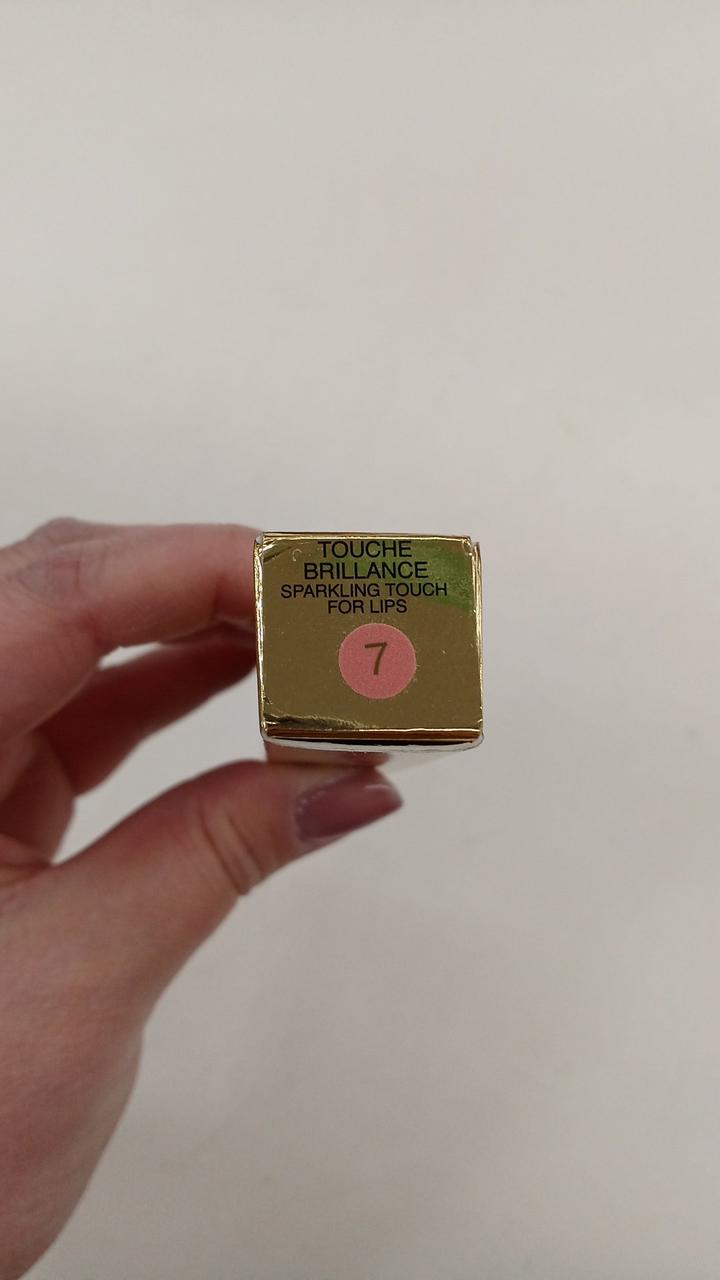 TOUCHE
BRILLANCE
SPARKLING TOUCH
FOR LIPS
7